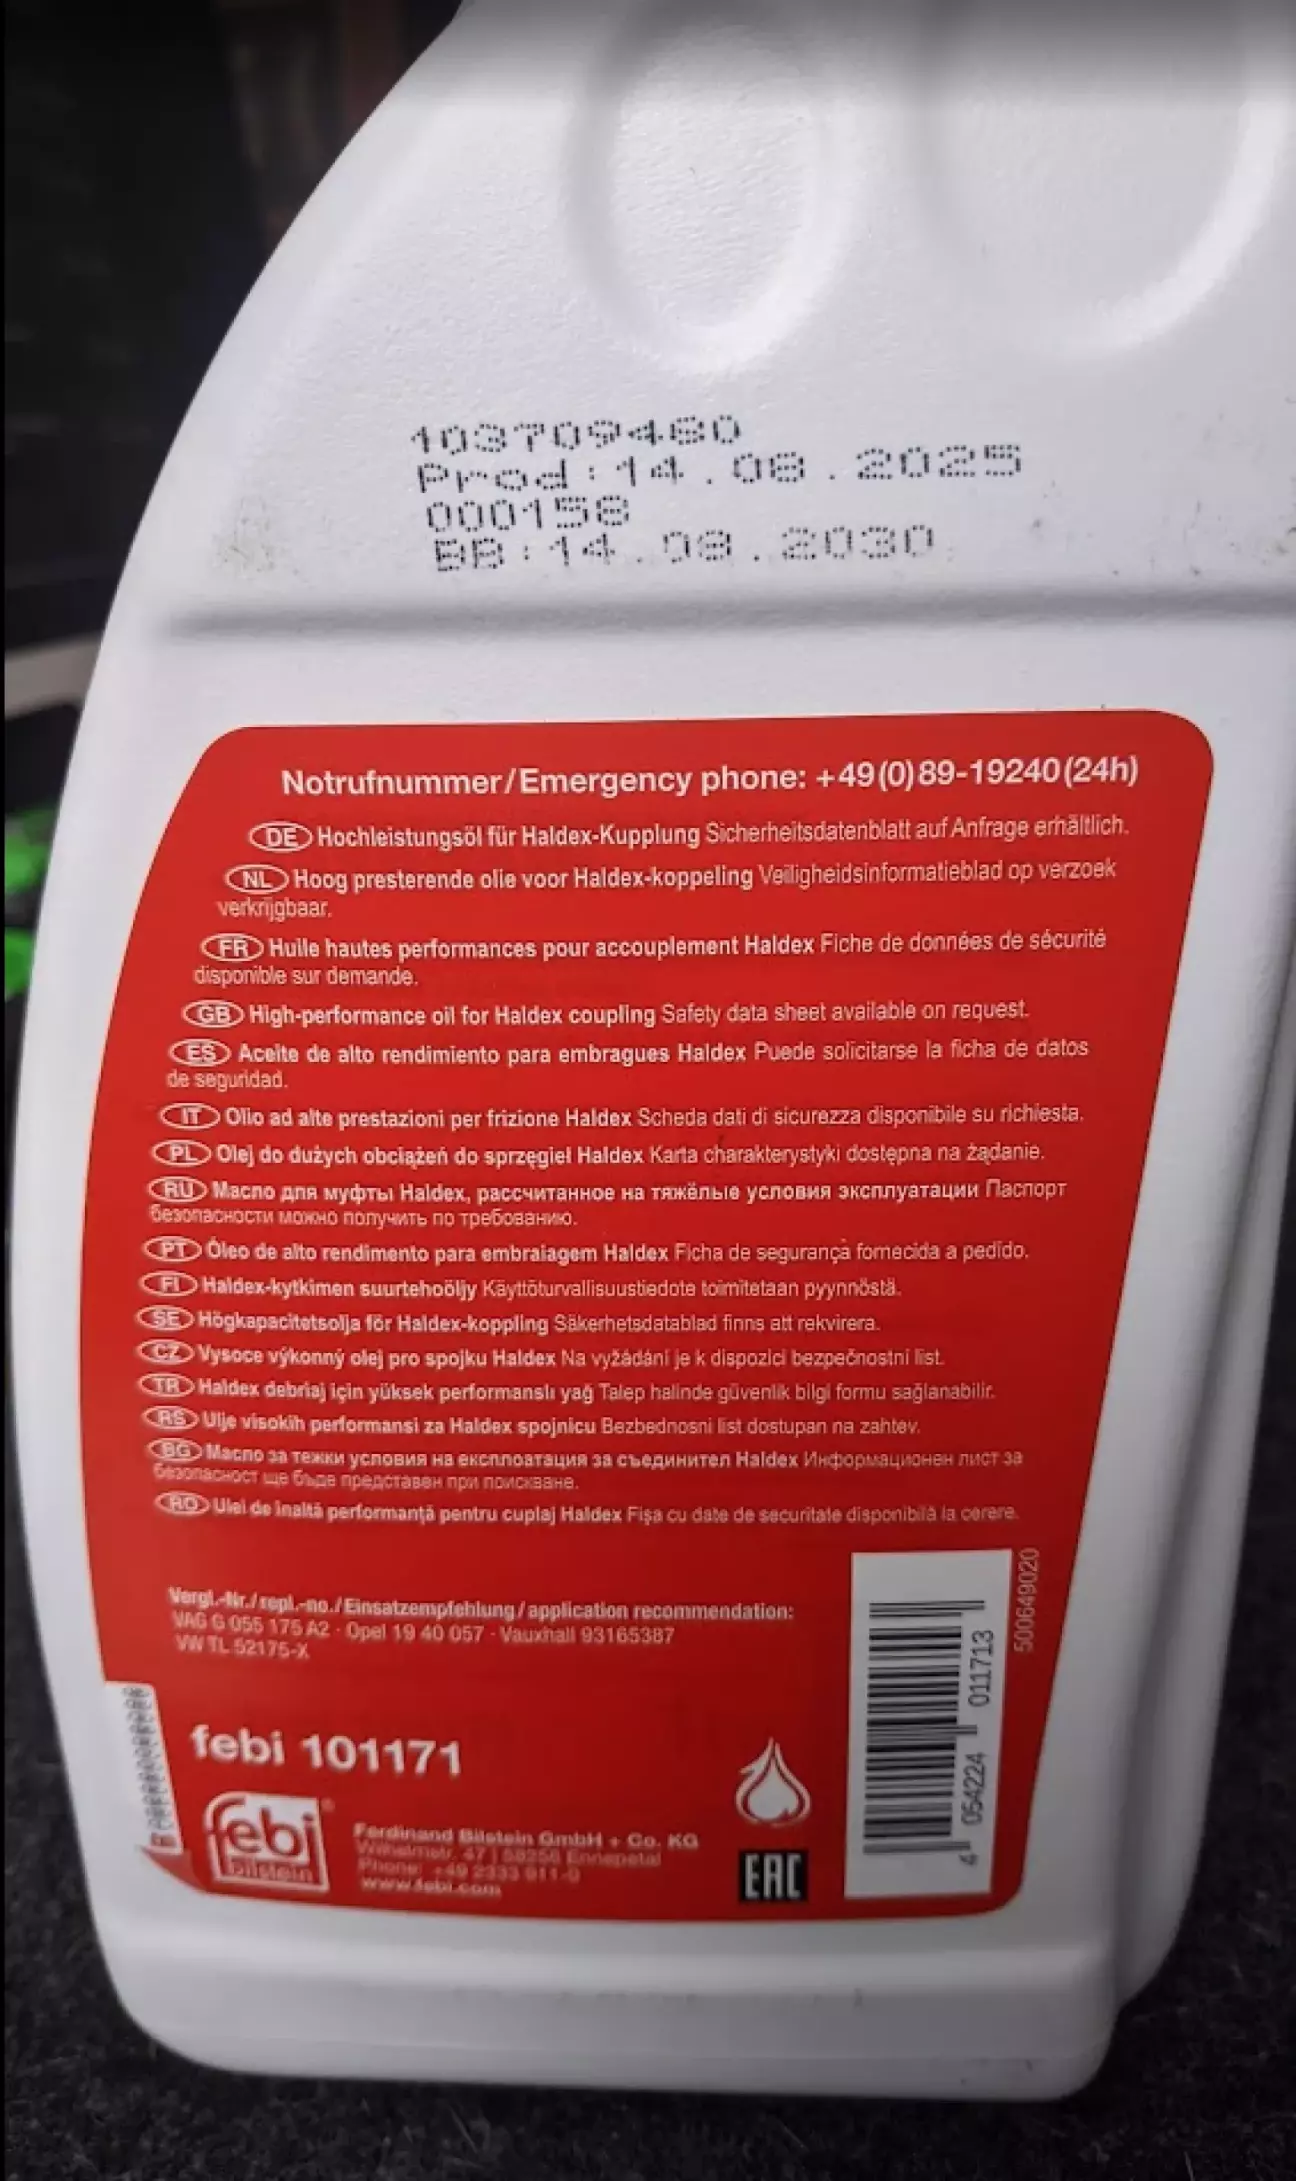 103709480
Prod:14.08.2025
000158
BB:14.08.2030
Notrufnummer/Emergency phone: +49(0)89-19240(24h)
DE Hochleistungsöl für Haldex-Kupplung Sicherheitsdatenblatt auf Anfrage erhältlich.
NL Hoog presterende olie voor Haldex-koppeling Veiligheidsinformatieblad op verzoek
verkrijgbaar.
FR Huile hautes performances pour accouplement Haldex Fiche de données de sécurité
disponible sur demande.
GB High-performance oil for Haldex coupling Safety data sheet available on request.
ES Aceite de alto rendimiento para embragues Haldex Puede solicitarse la ficha de datos
de seguridad.
IT Olio ad alte prestazioni per frizione Haldex Scheda dati di sicurezza disponibile su richiesta.
PL Olej do dużych obciążeń do sprzęgieł Haldex Karta charakterystyki dostępna na żądanie.
RU Масло для муфты Haldex, рассчитанное на тяжёлые условия эксплуатации Паспорт
безопасности можно получить по требованию.
PT Óleo de alto rendimento para embraiagem Haldex Ficha de segurança fornecida a pedido.
FI Haldex-kytkimen suurtehoöljy Käyttöturvallisuustiedote toimitetaan pyynnöstä.
SE Högkapacitetsolja för Haldex-koppling Säkerhetsdatablad finns att rekvirera.
CZ Vysoce výkonný olej pro spojku Haldex Na vyžádání je k dispozici bezpečnostní list.
TR Haldex debriaj için yüksek performanslı yağ Talep halinde güvenlik bilgi formu sağlanabilir.
RS Ulje visokih performansi za Haldex spojnicu Bezbednosni list dostupan na zahtev.
BG Масло за тежки условия на експлоатация за съединител Haldex Информационен лист за
безопасност ще бъде представен при поискване.
RO Ulei de înaltă performanță pentru cuplaj Haldex Fișa cu date de securitate disponibilă la cerere.
Vergl.-Nr./repl.-no./Einsatzempfehlung/application recommendation:
VAG G 055 175 A2 · Opel 19 40 057 · Vauxhall 93165387
VW TL 52175-X
febi 101171
febi
bilstein
®
Ferdinand Bilstein GmbH + Co. KG
Wilhelmstr. 47 | 58256 Ennepetal
Phone: +49 2333 911-0
www.febi.com
EAC
4 054224 011713
500649020